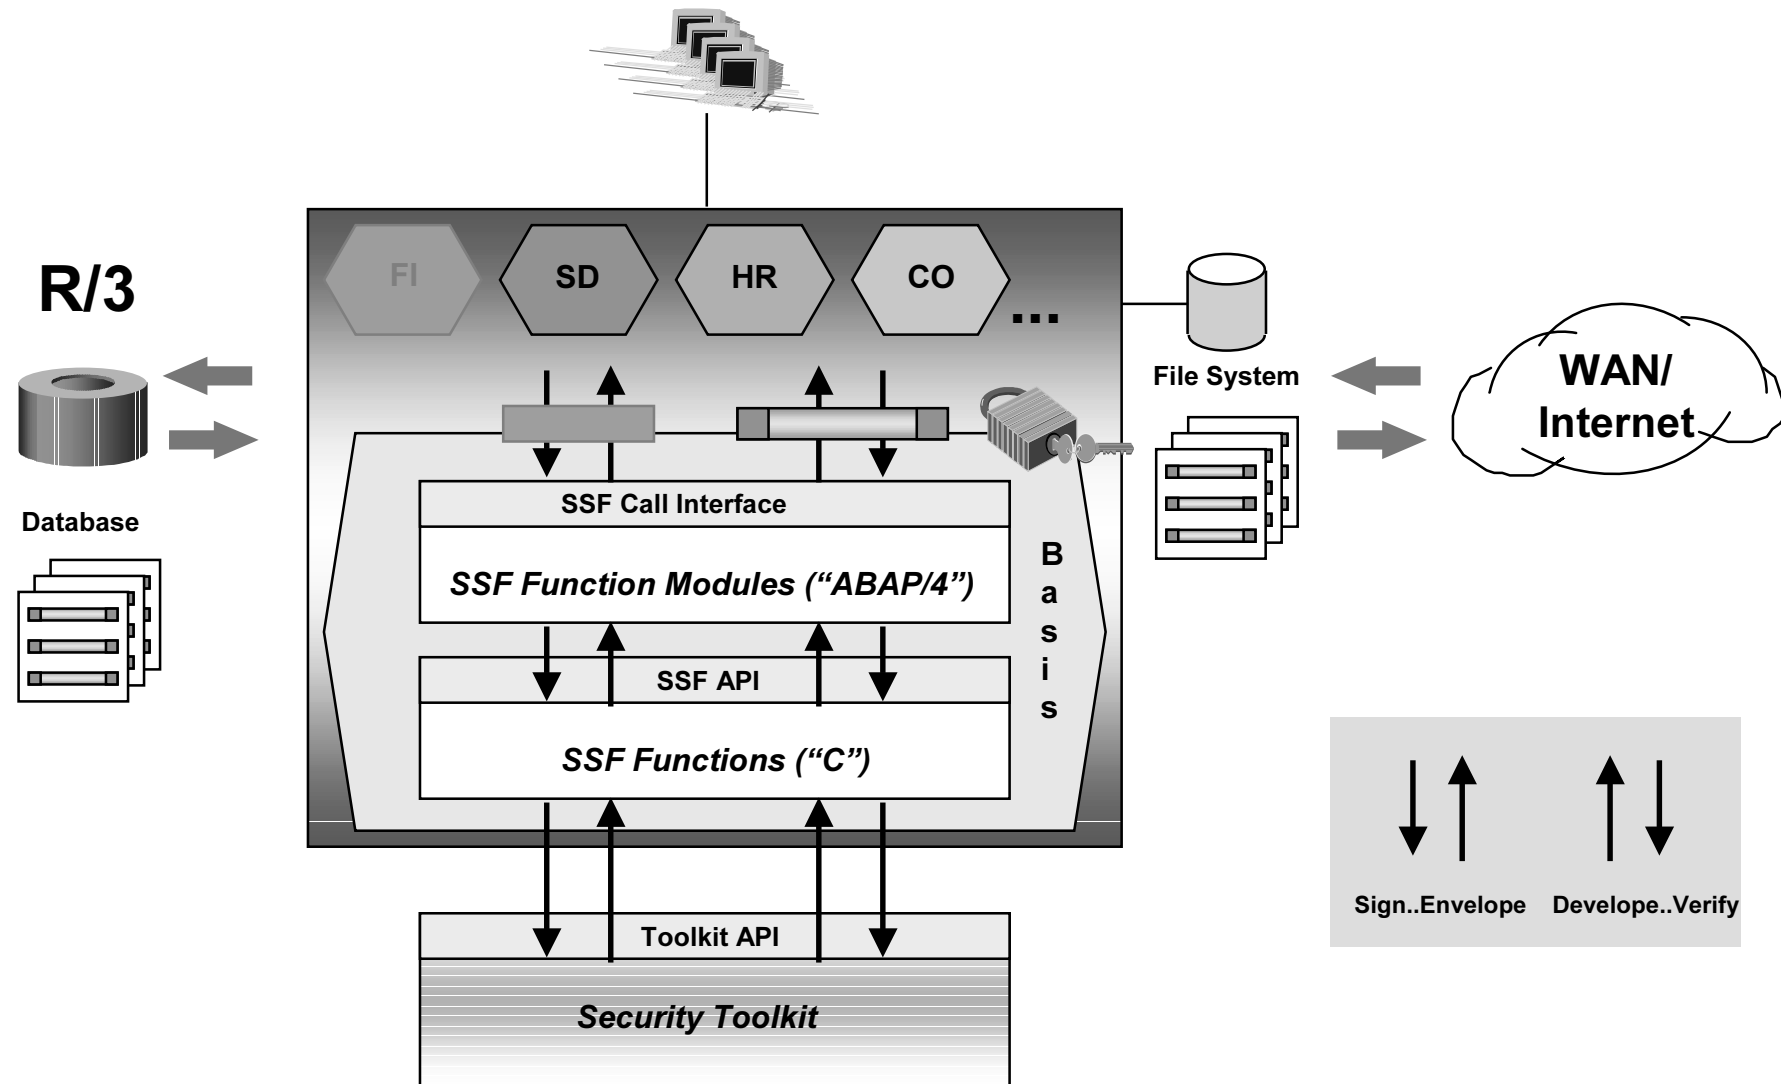 FI
SD
HR
CO
...
R/3
File System
WAN/
Internet
Database
SSF Call Interface
SSF Function Modules (“ABAP/4”)
SSF API
SSF Functions (“C”)
Basis
Toolkit API
Security Toolkit
Sign..Envelope
Develope..Verify